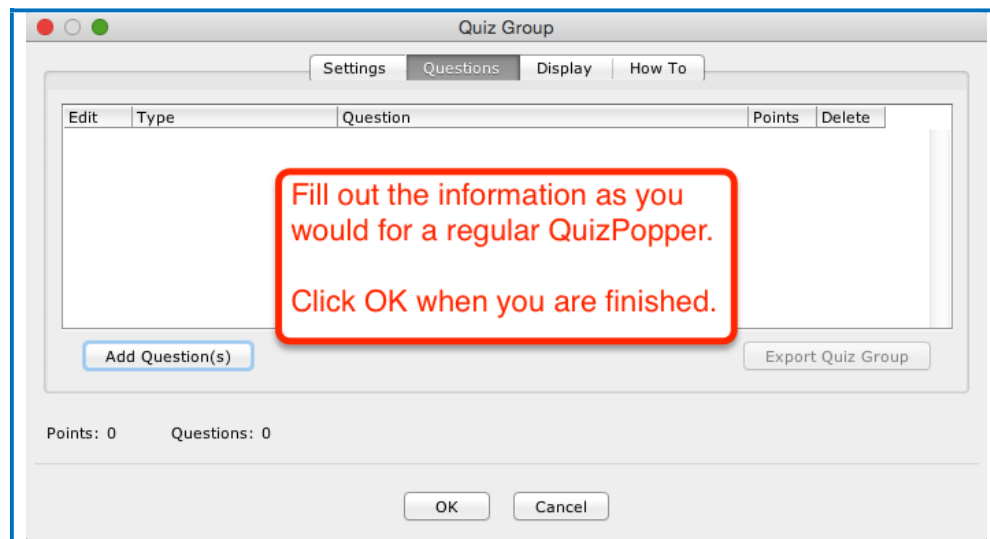 Quiz Group
Settings Questions Display How To
Edit Type Question Points Delete
Fill out the information as you
would for a regular QuizPopper.
Click OK when you are finished.
Add Question(s) Export Quiz Group
Points: 0 Questions: 0
OK Cancel